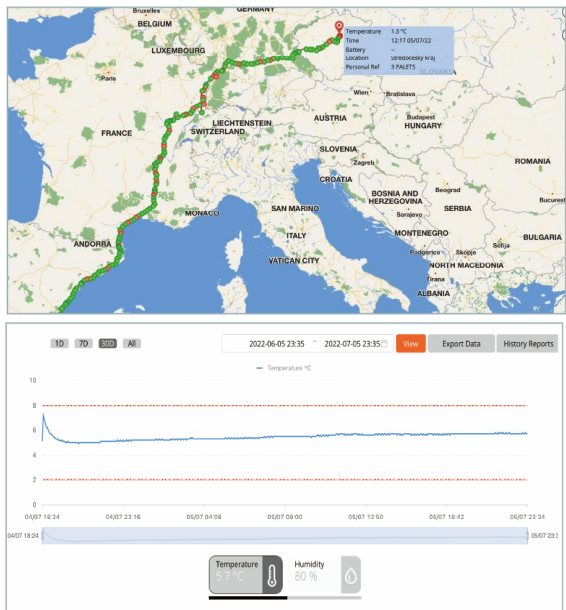 Bruxelles
GERMANY
BELGIUM
LUXEMBOURG
Paris
Temperature 1.3 °C
Time 12:17 05/07/22
Battery --
Location Středočeský kraj
Personal Ref 3 PALETS
SLOVAKIA
Wien
Bratislava
LIECHTENSTEIN
AUSTRIA
Budapest
HUNGARY
FRANCE
SWITZERLAND
SLOVENIA
Zagreb
ROMANIA
CROATIA
BOSNIA AND
HERZEGOVINA
Beograd
Bucurest
MONACO
SAN MARINO
Sarajevo
SERBIA
ITALY
MONTENEGRO
BULGARIA
ANDORRA
Podgorica
Skopje
Sofija
VATICAN CITY
NORTH MACEDONIA
Tirana
ALBANIA
1D 7D 30D All
2022-06-05 23:35 ~ 2022-07-05 23:35
View
Export Data
History Reports
Temperature °C
10
8
6
4
2
0
04/07 18:24 04/07 23:16 05/07 04:08 05/07 09:00 05/07 13:50 05/07 18:42 05/07 23:34
04/07 18:24 05/07 23:3
Temperature
5.7 °C
Humidity
80 %